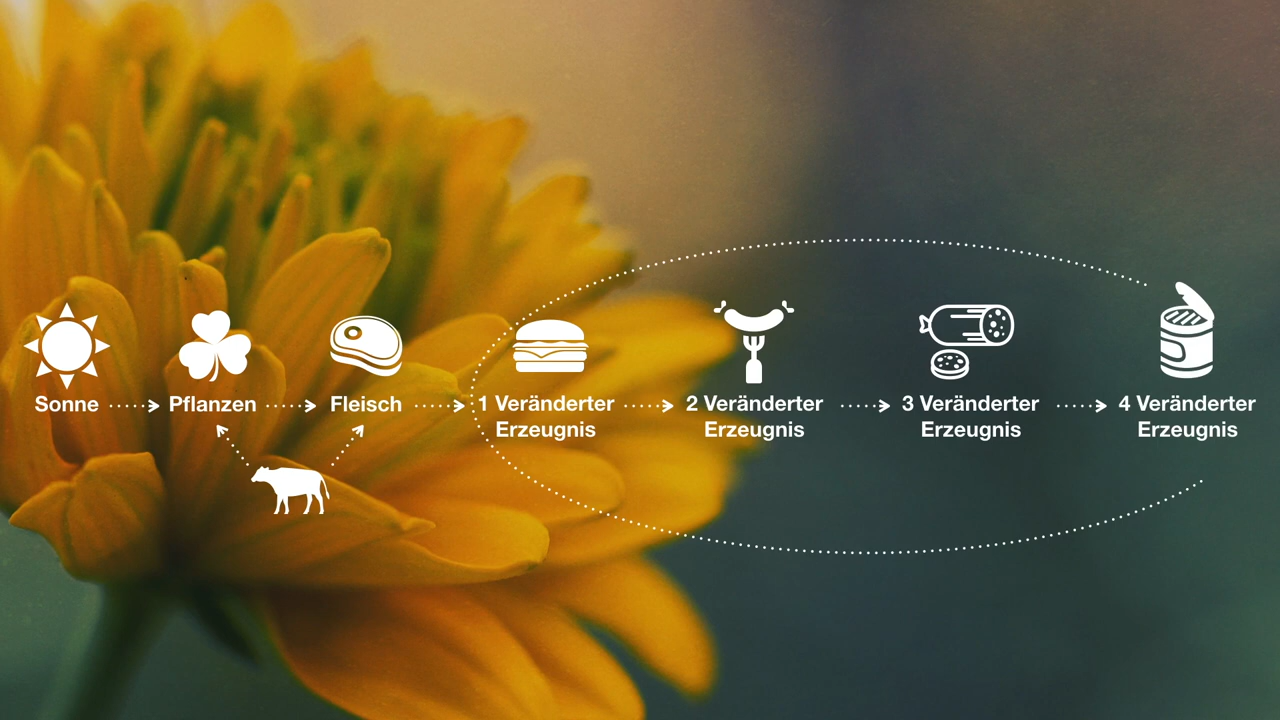 Sonne
Pflanzen
Fleisch
1 Veränderter
Erzeugnis
2 Veränderter
Erzeugnis
3 Veränderter
Erzeugnis
4 Veränderter
Erzeugnis